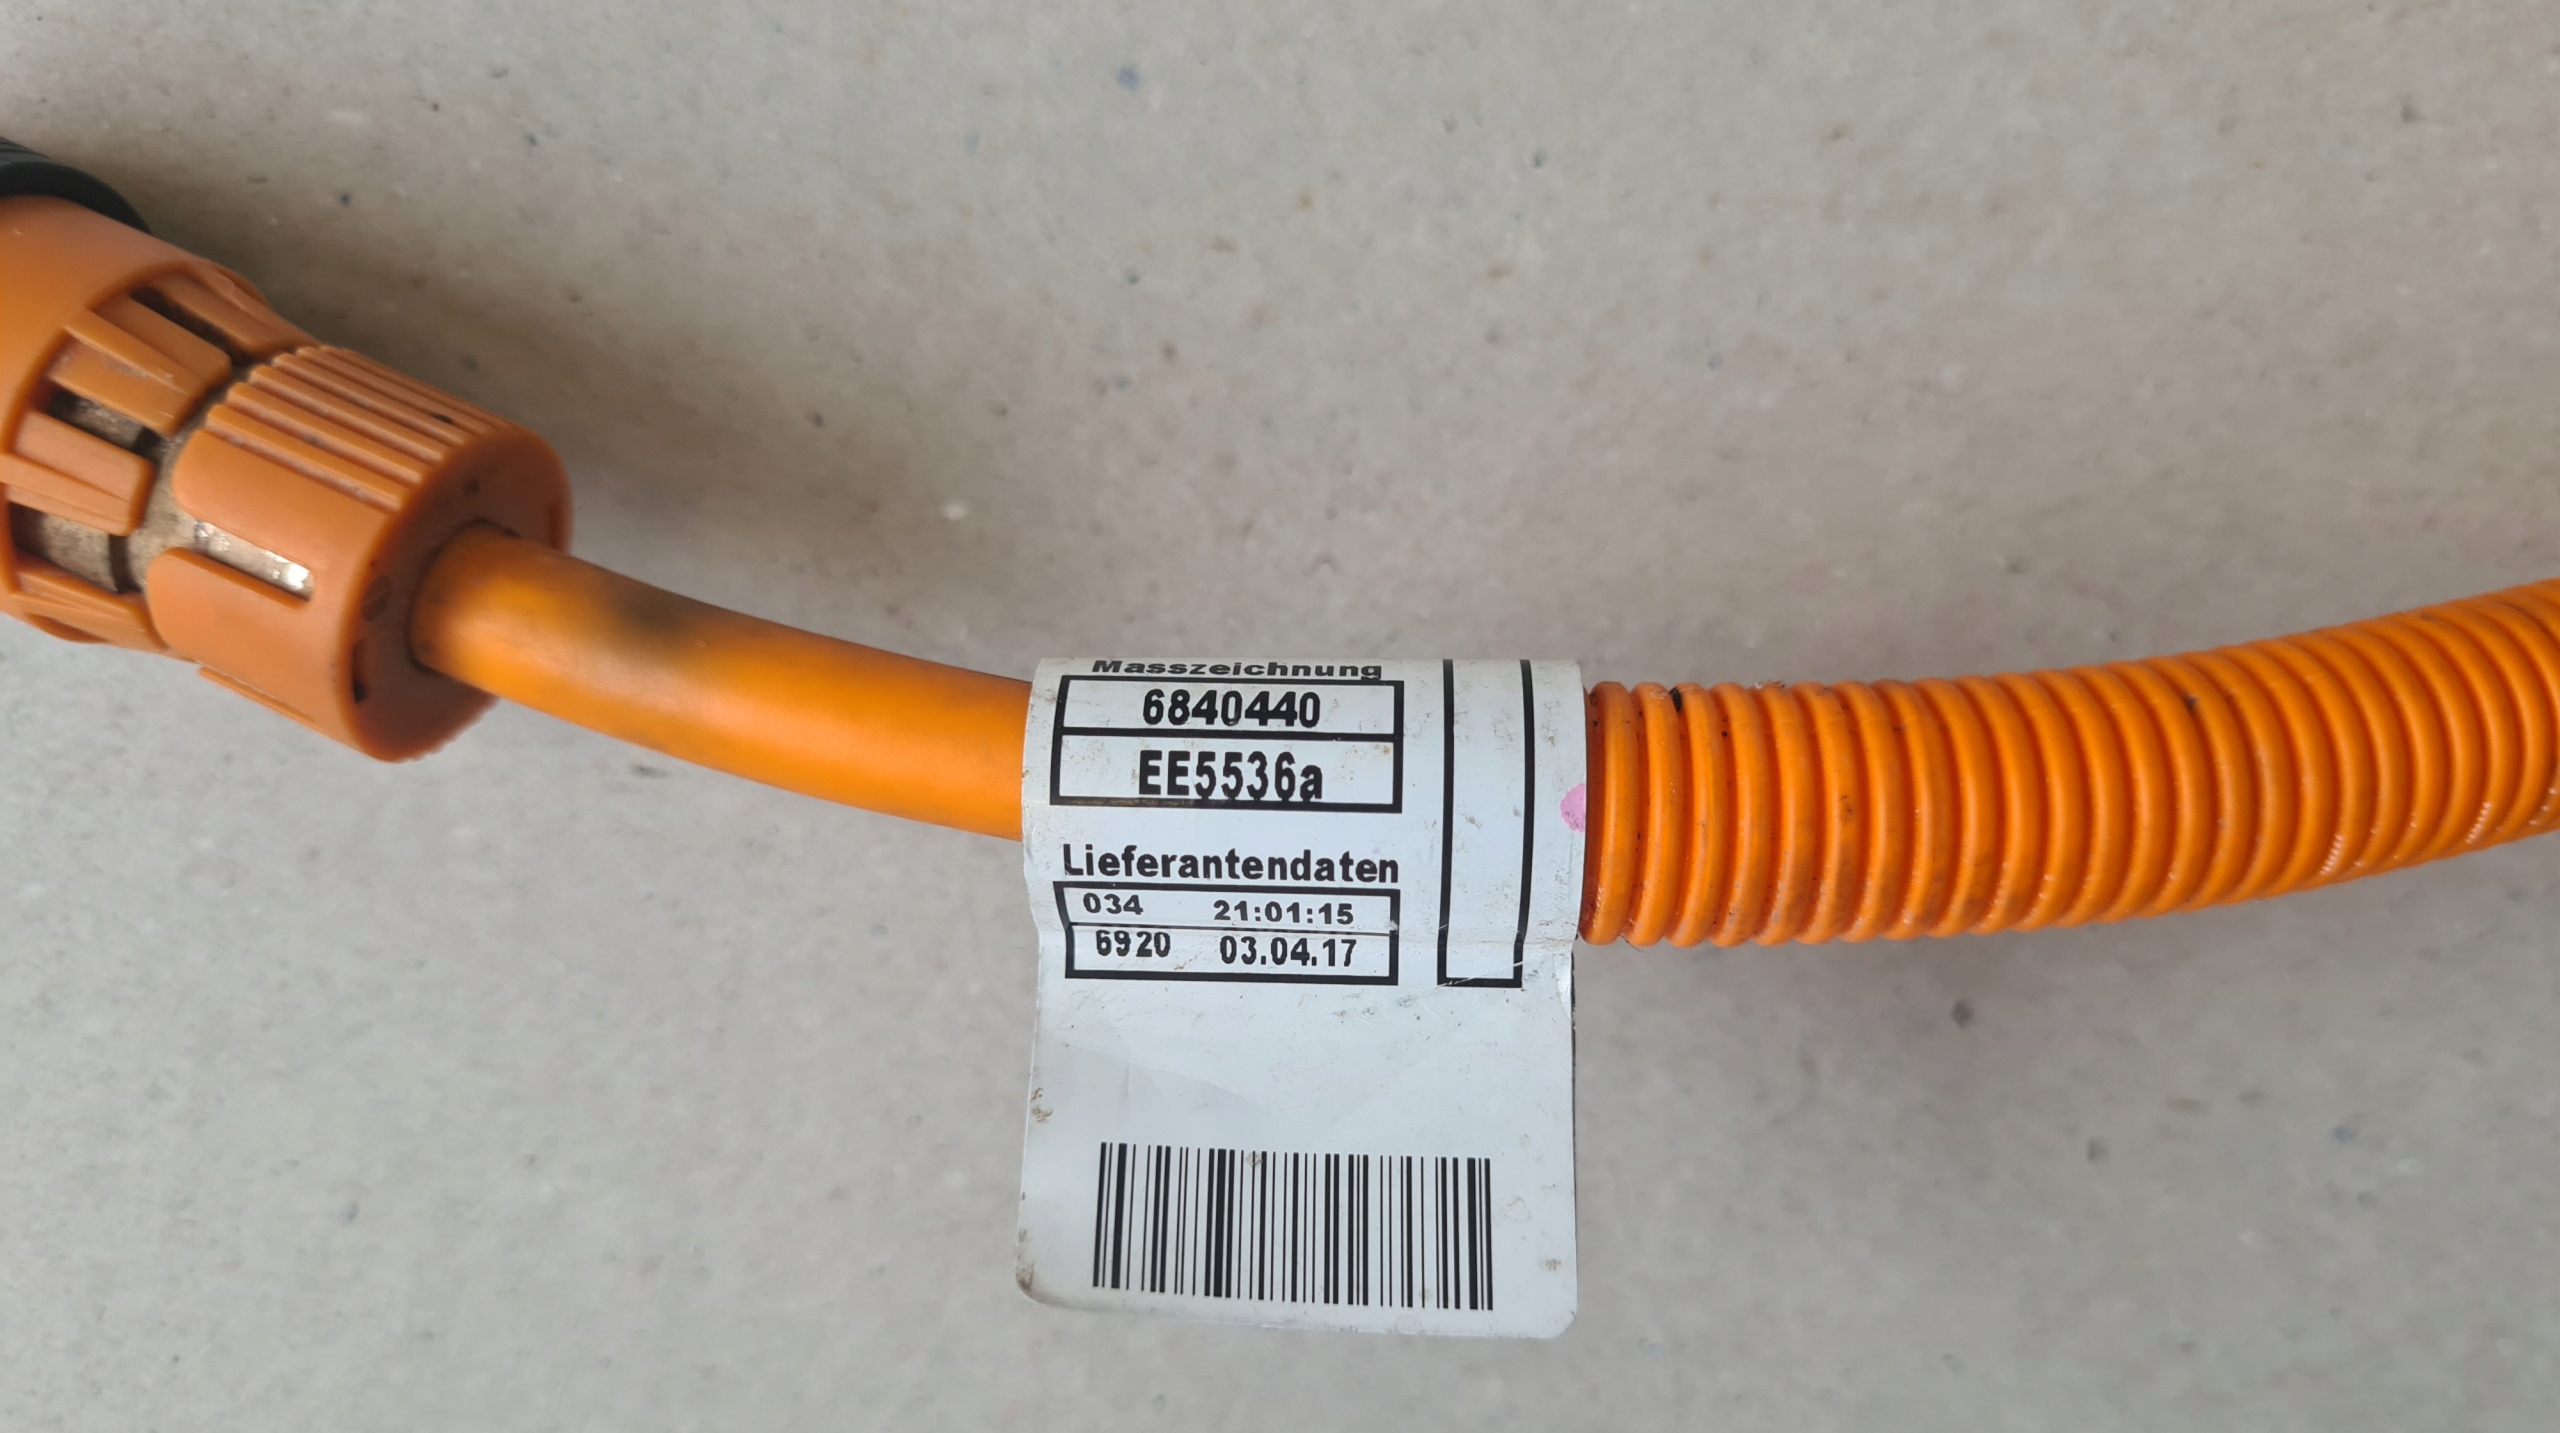 Masszeichnung
6840440
EE5536a
Lieferantendaten
034 21:01:15
6920 03.04.17